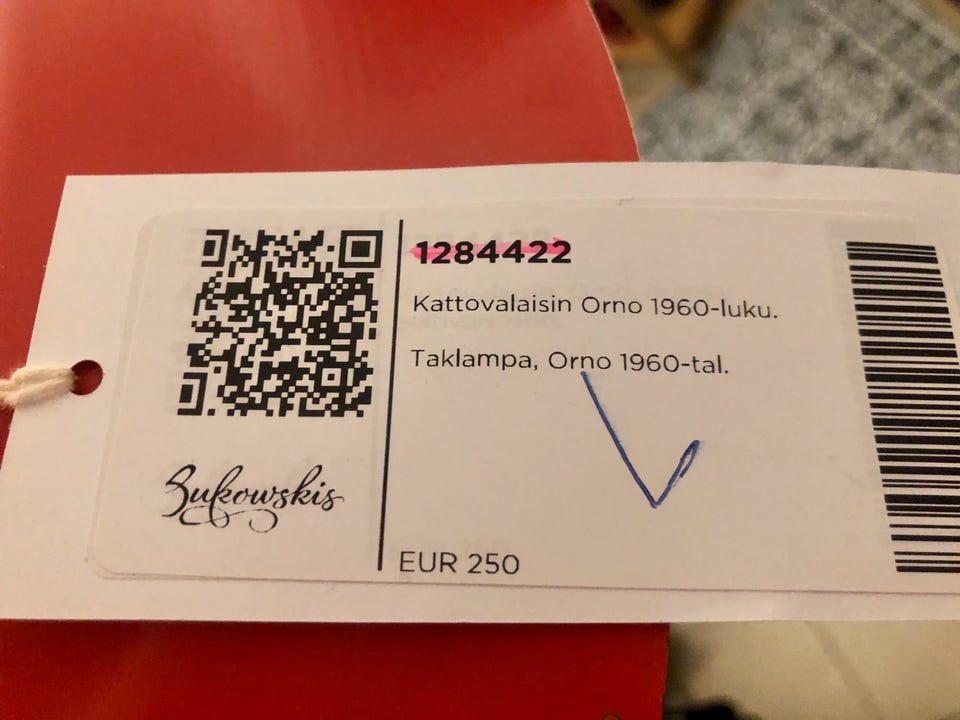 1284422
Kattovalaisin Orno 1960-luku.
Taklampa, Orno 1960-tal.
Bukowskis
EUR 250